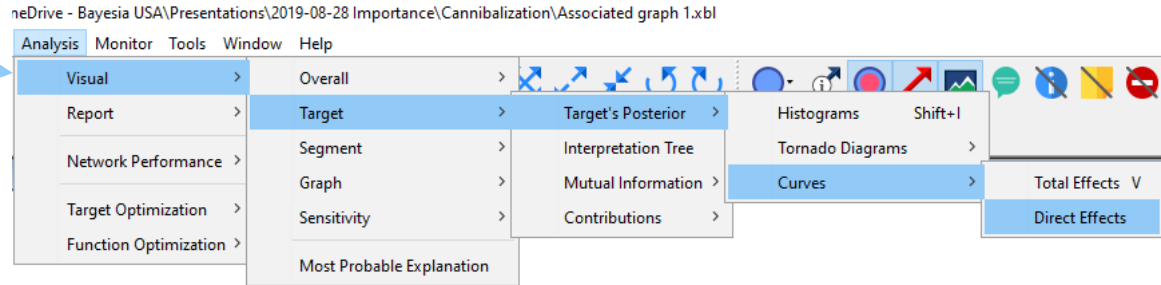 neDrive - Bayesia USA\Presentations\2019-08-28 Importance\Cannibalization\Associated graph 1.xbl
Analysis Monitor Tools Window Help
Visual
Report
Network Performance
Target Optimization
Function Optimization
Overall
Target
Segment
Graph
Sensitivity
Most Probable Explanation
Target's Posterior
Interpretation Tree
Mutual Information
Contributions
Histograms Shift+I
Tornado Diagrams
Curves
Total Effects V
Direct Effects